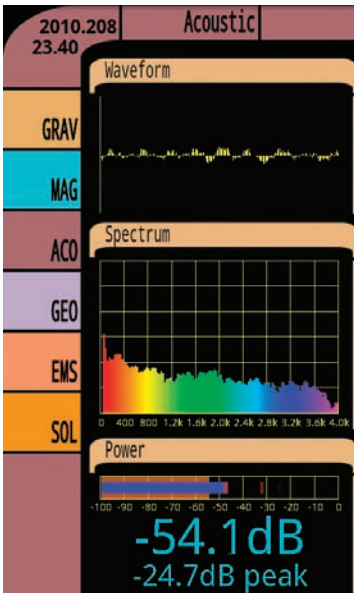 2010.208
23.40
Acoustic
Waveform
GRAV
MAG
ACO
GEO
EMS
SOL
Spectrum
0 400 800 1.2k 1.6k 2.0k 2.4k 2.8k 3.2k 3.6k 4.0k
Power
-100 -90 -80 -70 -60 -50 -40 -30 -20 -10 0
-54.1dB
-24.7dB peak